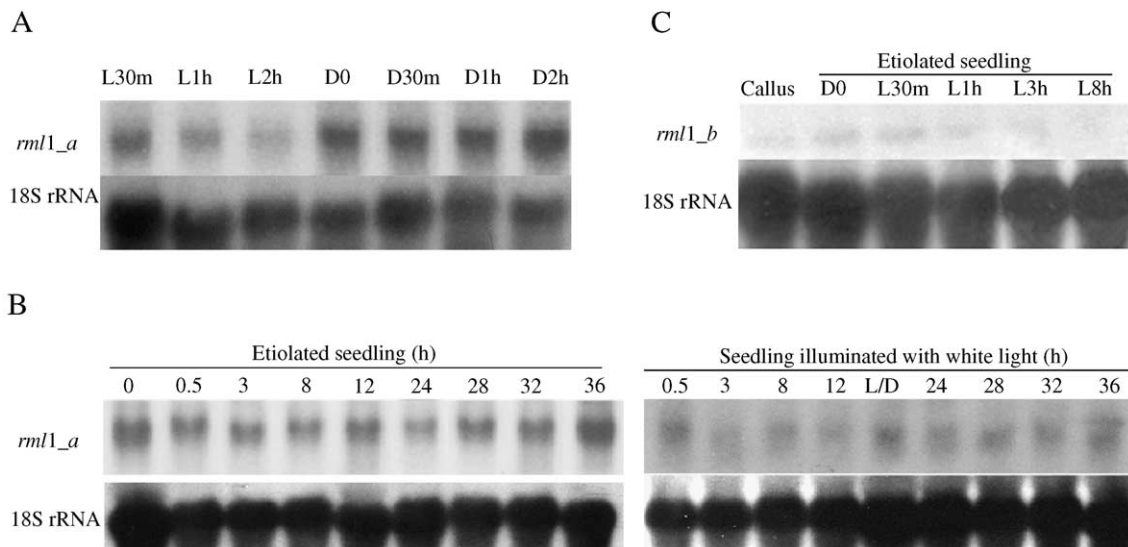 A
L30m L1h L2h D0 D30m D1h D2h
rml1_a
18S rRNA
C
Etiolated seedling
Callus D0 L30m L1h L3h L8h
rml1_b
18S rRNA
B
Etiolated seedling (h)
0 0.5 3 8 12 24 28 32 36
rml1_a
18S rRNA
Seedling illuminated with white light (h)
0.5 3 8 12 L/D 24 28 32 36